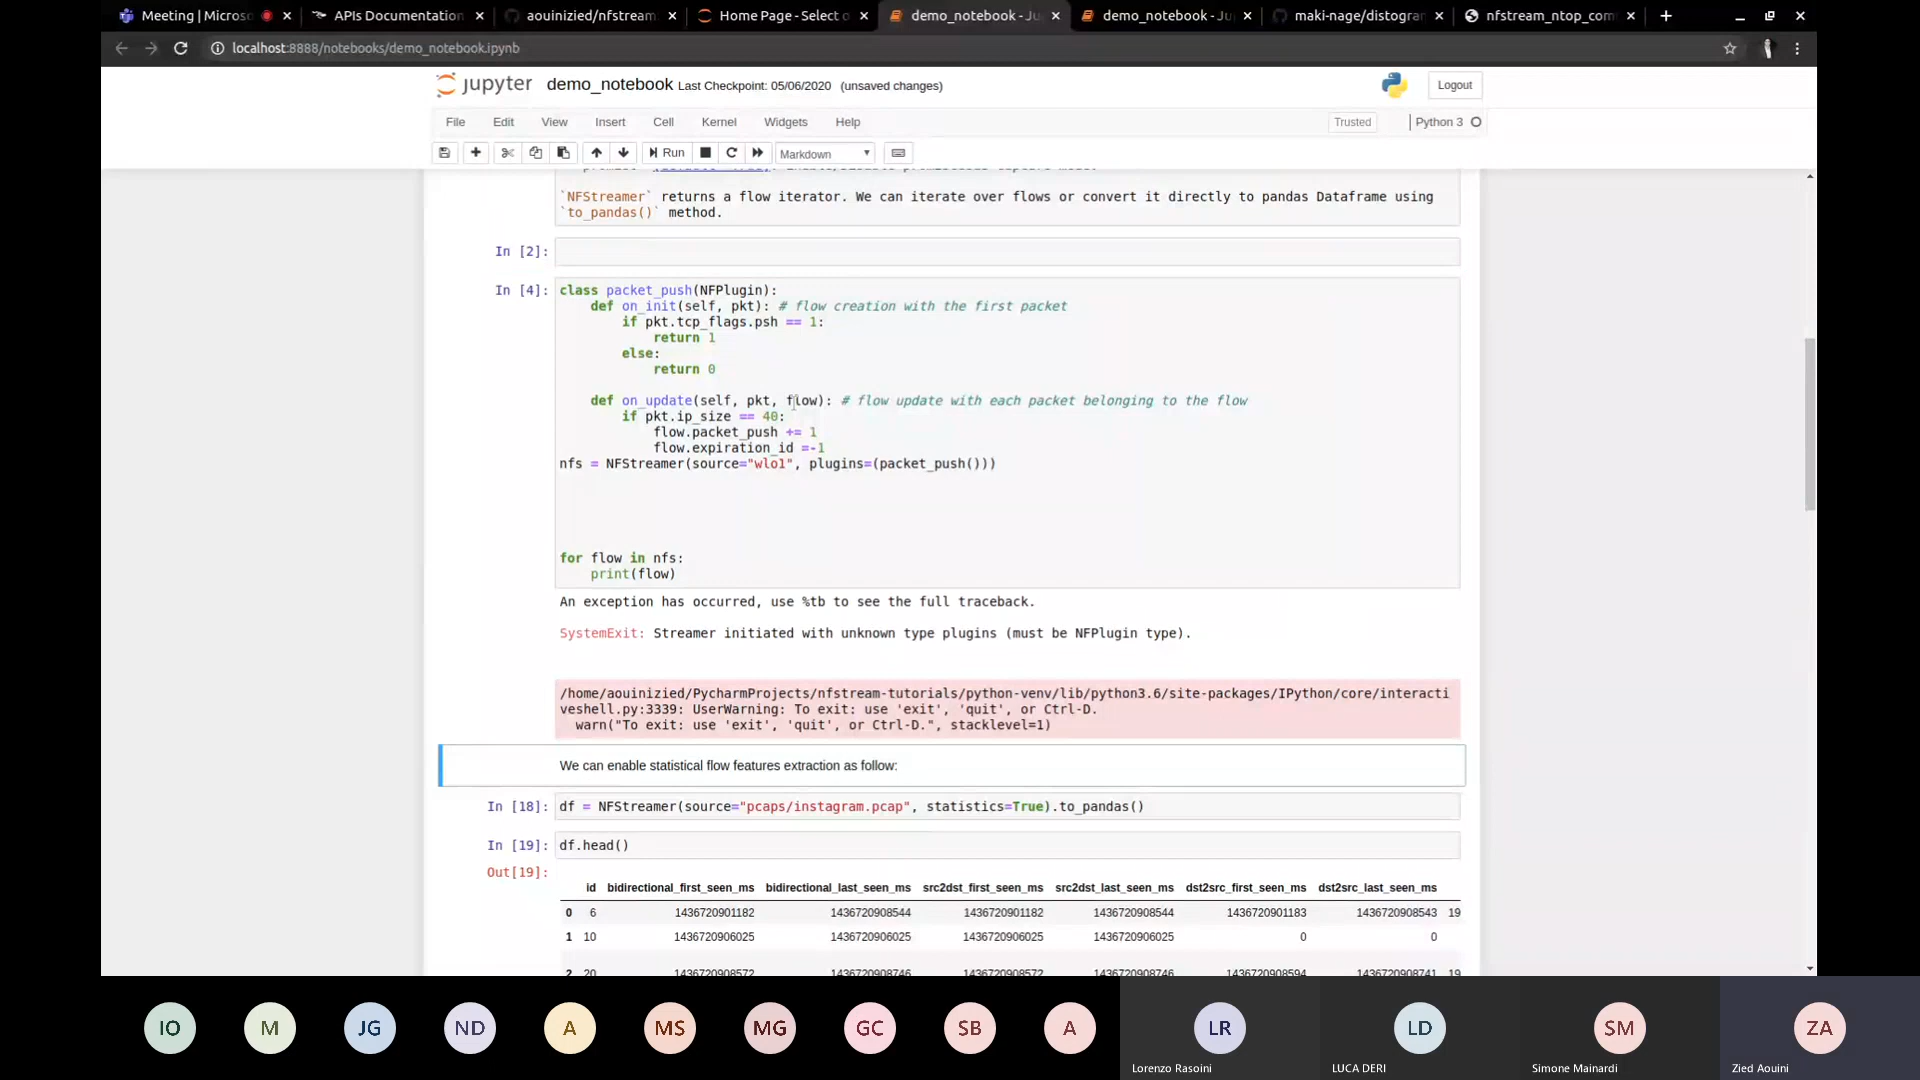 Meeting | Microso
APIs Documentation
aouinizied/nfstream
Home Page - Select o
demo_notebook - Ju
demo_notebook - Ju
maki-nage/distogran
nfstream_ntop_com
localhost:8888/notebooks/demo_notebook.ipynb
jupyter demo_notebook Last Checkpoint: 05/06/2020 (unsaved changes)
Logout
File Edit View Insert Cell Kernel Widgets Help
Trusted
Python 3
Run
Markdown
`NFStreamer` returns a flow iterator. We can iterate over flows or convert it directly to pandas Dataframe using
`to_pandas()` method.
In [2]:
In [4]: class packet_push(NFPlugin):
def on_init(self, pkt): # flow creation with the first packet
if pkt.tcp_flags.psh == 1:
return 1
else:
return 0
def on_update(self, pkt, flow): # flow update with each packet belonging to the flow
if pkt.ip_size == 40:
flow.packet_push += 1
flow.expiration_id =-1
nfs = NFStreamer(source="wlo1", plugins=(packet_push()))
for flow in nfs:
print(flow)
An exception has occurred, use %tb to see the full traceback.
SystemExit: Streamer initiated with unknown type plugins (must be NFPlugin type).
/home/aouinizied/PycharmProjects/nfstream-tutorials/python-venv/lib/python3.6/site-packages/IPython/core/interacti
veshell.py:3339: UserWarning: To exit: use 'exit', 'quit', or Ctrl-D.
warn("To exit: use 'exit', 'quit', or Ctrl-D.", stacklevel=1)
We can enable statistical flow features extraction as follow:
In [18]: df = NFStreamer(source="pcaps/instagram.pcap", statistics=True).to_pandas()
In [19]: df.head()
Out[19]:
id bidirectional_first_seen_ms bidirectional_last_seen_ms src2dst_first_seen_ms src2dst_last_seen_ms dst2src_first_seen_ms dst2src_last_seen_ms
0 6 1436720901182 1436720908544 1436720901182 1436720908544 1436720901183 1436720908543 19
1 10 1436720906025 1436720906025 1436720906025 1436720906025 0 0
2 20 1436720908572 1436720908746 1436720908572 1436720908746 1436720908594 1436720908741 19
IO M JG ND A MS MG GC SB A LR LD SM ZA
Lorenzo Rasoini LUCA DERI Simone Mainardi Zied Aouini